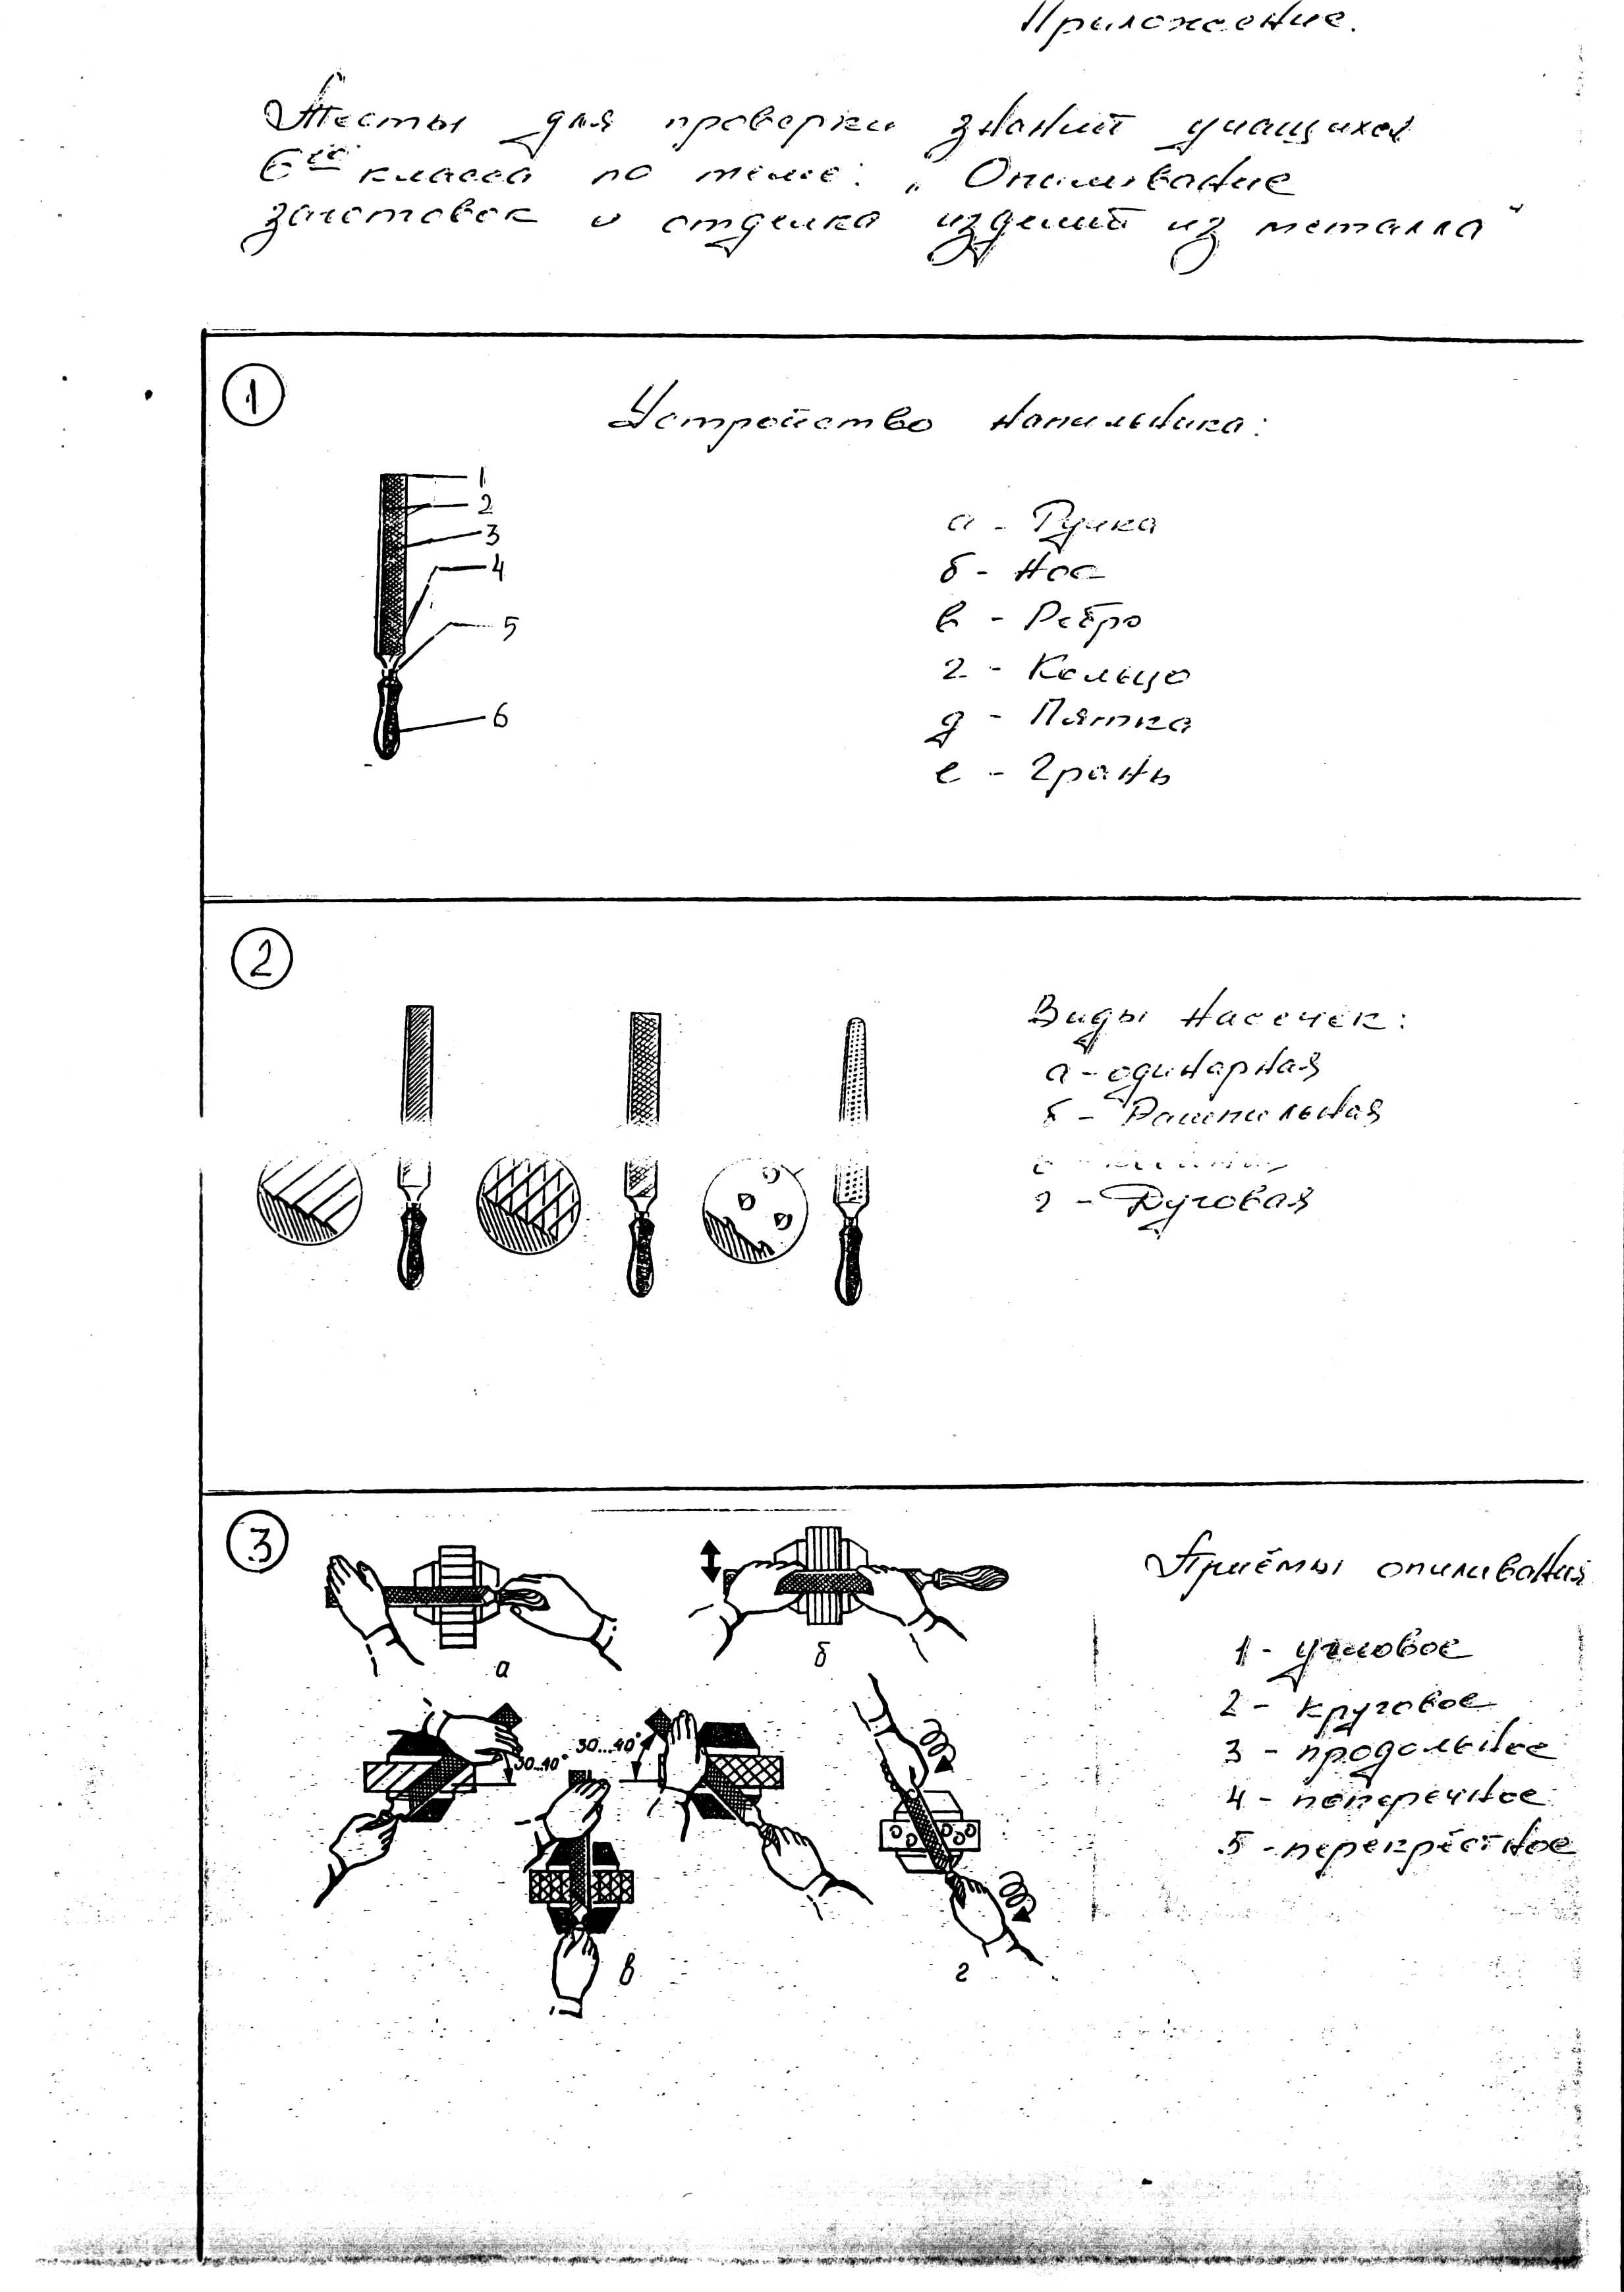 Приложение.
Тесты для проверки знаний учащихся
6го класса по теме: „Опиливание
заготовок и отделка изделий из металла"
1
Устройство напильника:
1
2
3
4
5
6
а - Ручка
б - Нос
в - Ребро
г - Кольцо
д - Пятка
е - Грань
2
Виды насечек:
а - одинарная
б - Рашпильная
г - Дуговая
3
Приёмы опиливания
а
б
30...40°
30...40°
в
г
1 - угловое
2 - круговое
3 - продольное
4 - поперечное
5 - перекрёстное